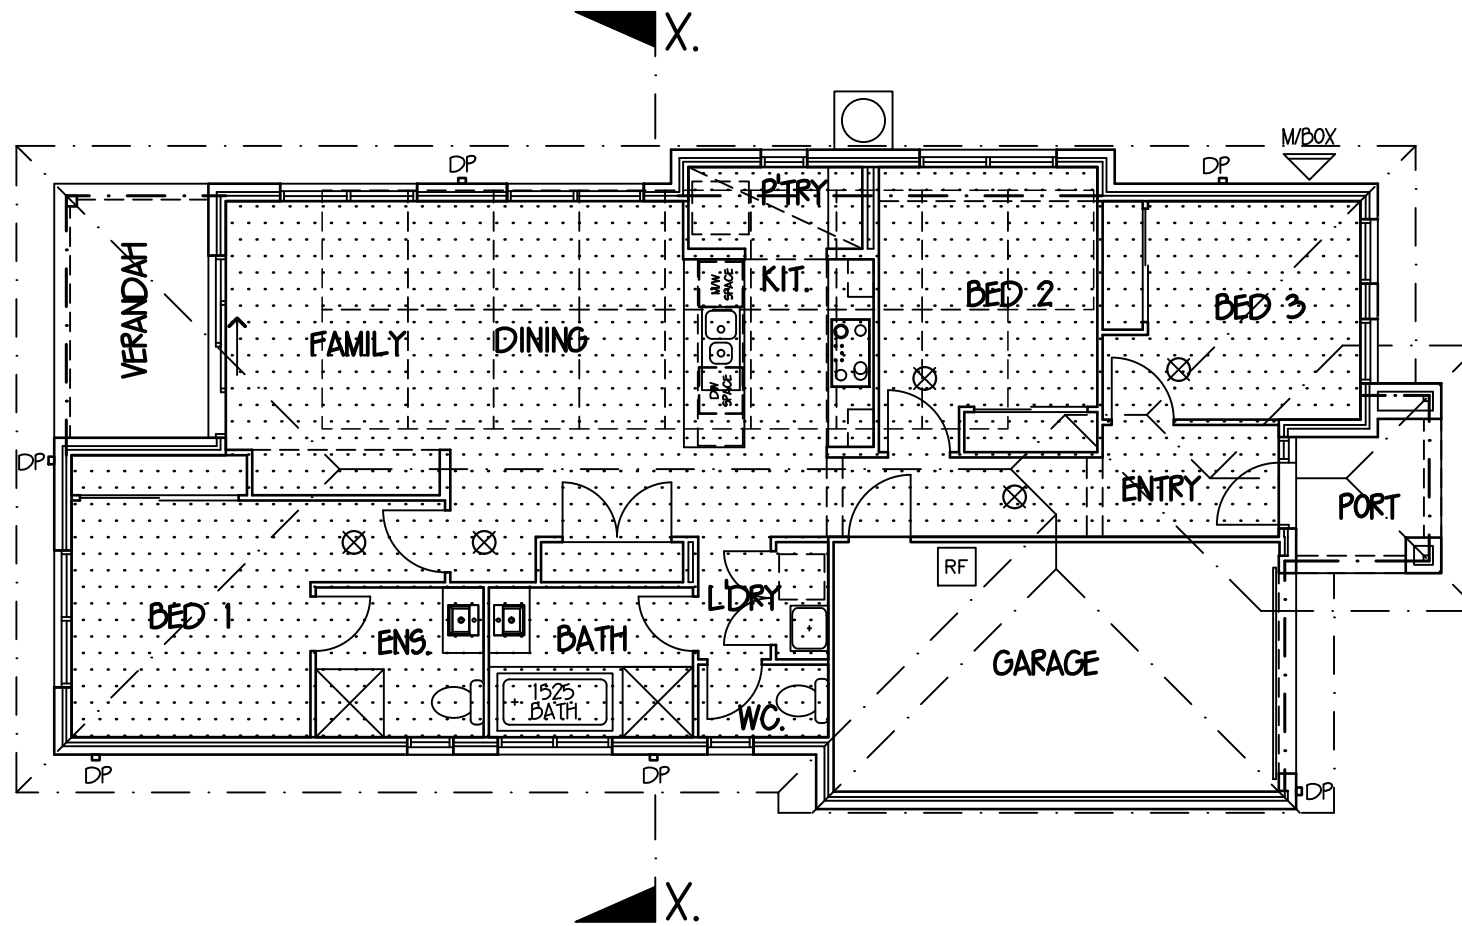 X.
M/BOX
DP
DP
P'TRY
VERANDAH
KIT.
M/W
SPACE
BED 2
BED 3
FAMILY
DINING
DW
SPACE
DP
ENTRY
PORT
RF
L'DRY
BED 1
ENS.
BATH
GARAGE
1525
BATH.
WC.
DP
DP
DP
X.